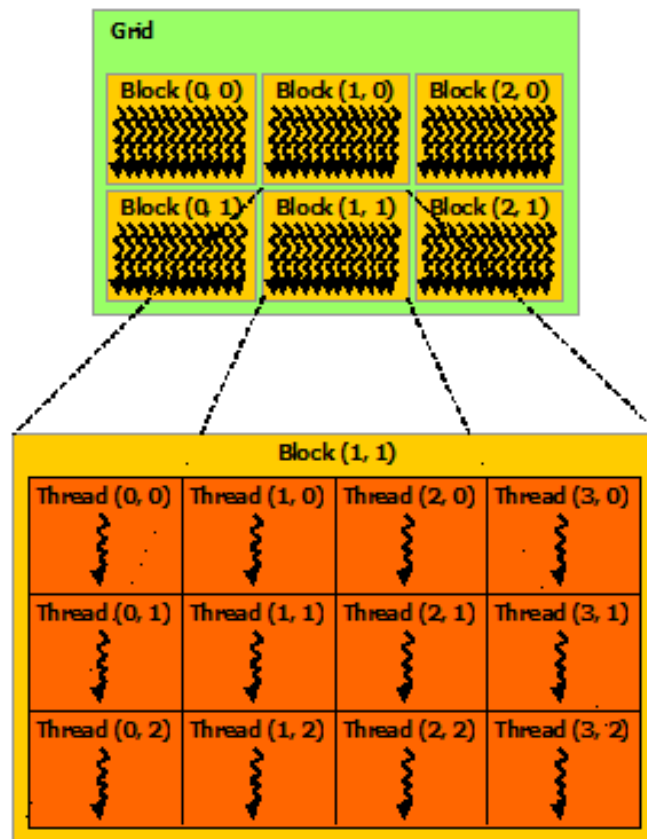 Grid
Block (0, 0) Block (1, 0) Block (2, 0)
Block (0, 1) Block (1, 1) Block (2, 1)
Block (1, 1)
Thread (0, 0) Thread (1, 0) Thread (2, 0) Thread (3, 0)
Thread (0, 1) Thread (1, 1) Thread (2, 1) Thread (3, 1)
Thread (0, 2) Thread (1, 2) Thread (2, 2) Thread (3, 2)